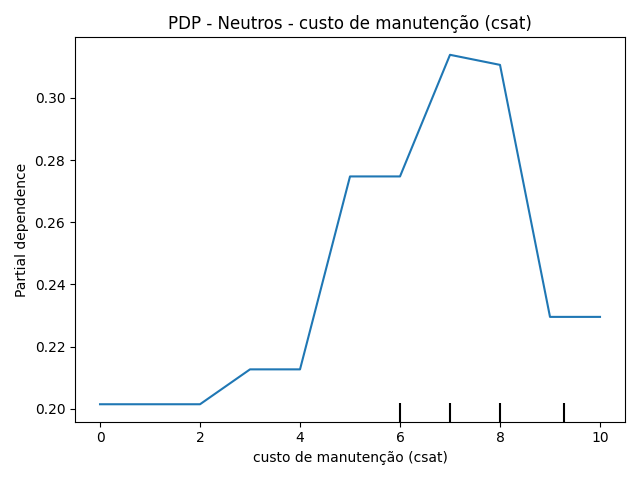 PDP - Neutros - custo de manutenção (csat)
Partial dependence
0.30
0.28
0.26
0.24
0.22
0.20
0 2 4 6 8 10
custo de manutenção (csat)